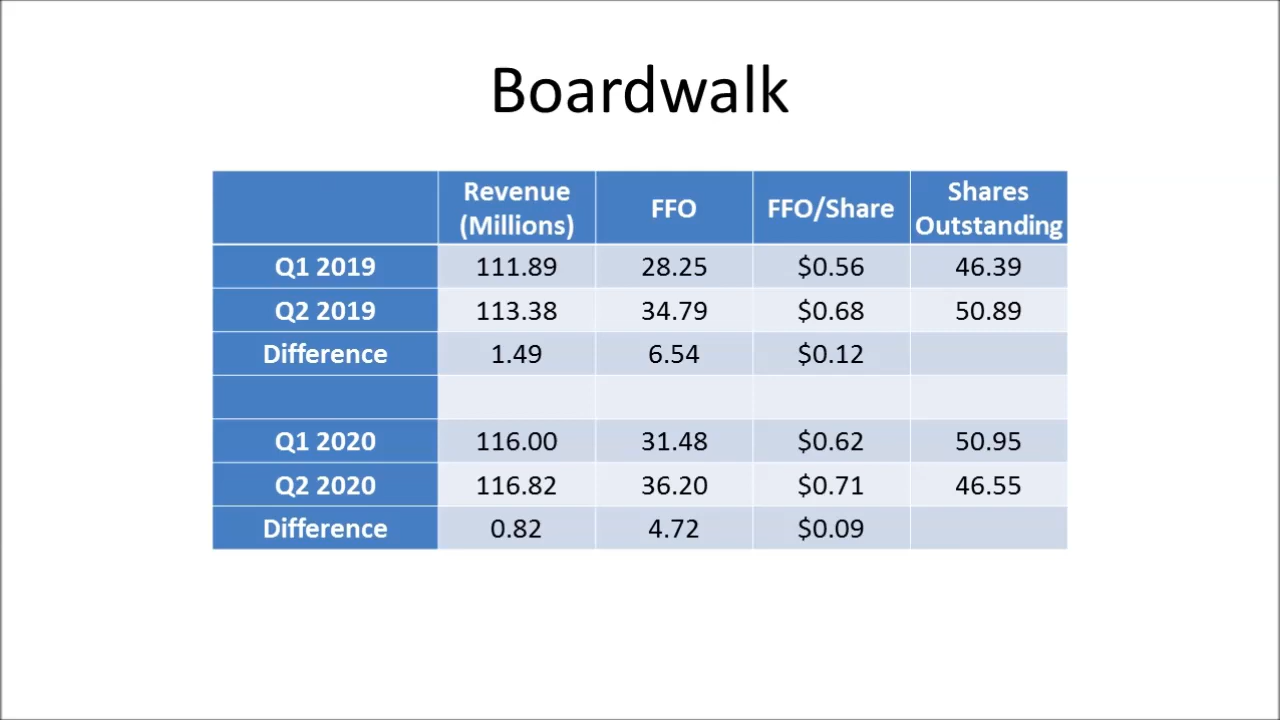 Boardwalk
Revenue (Millions) FFO FFO/Share Shares Outstanding
Q1 2019 111.89 28.25 $0.56 46.39
Q2 2019 113.38 34.79 $0.68 50.89
Difference 1.49 6.54 $0.12
Q1 2020 116.00 31.48 $0.62 50.95
Q2 2020 116.82 36.20 $0.71 46.55
Difference 0.82 4.72 $0.09